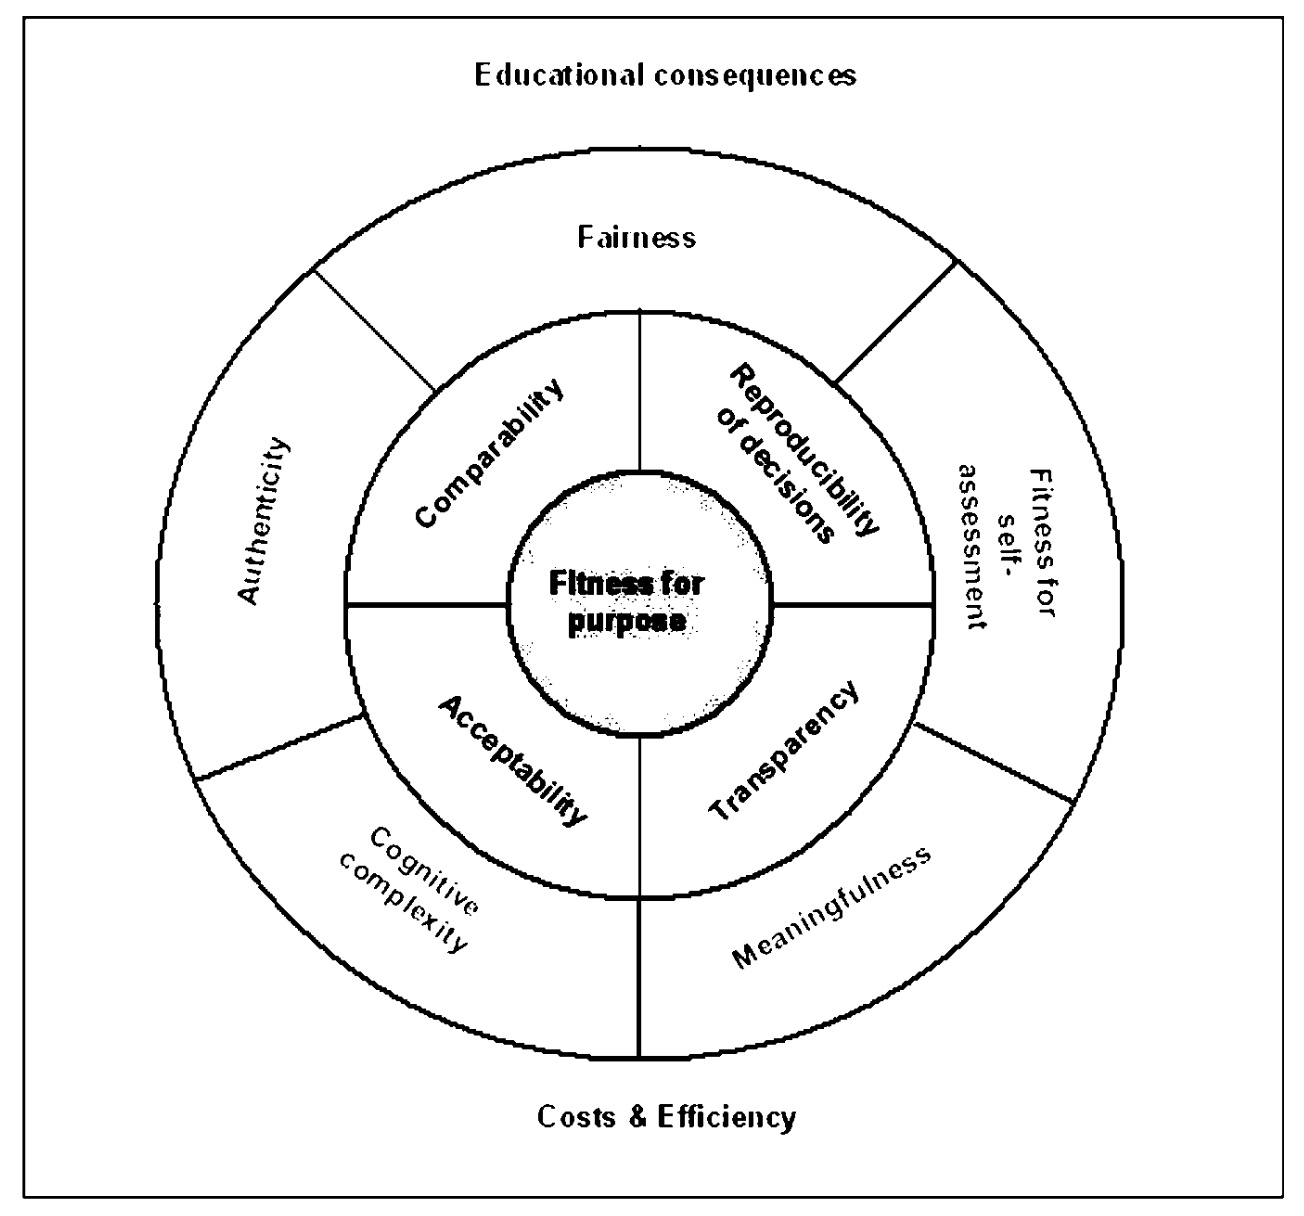 Educational consequences
Fairness
Comparability
Reproducibility
of decisions
Authenticity
Fitness for
self-
assessment
Fitness for
purpose
Acceptability
Transparency
Cognitive
complexity
Meaningfulness
Costs & Efficiency